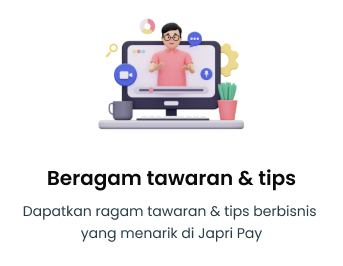 Beragam tawaran & tips
Dapatkan ragam tawaran & tips berbisnis
yang menarik di Japri Pay